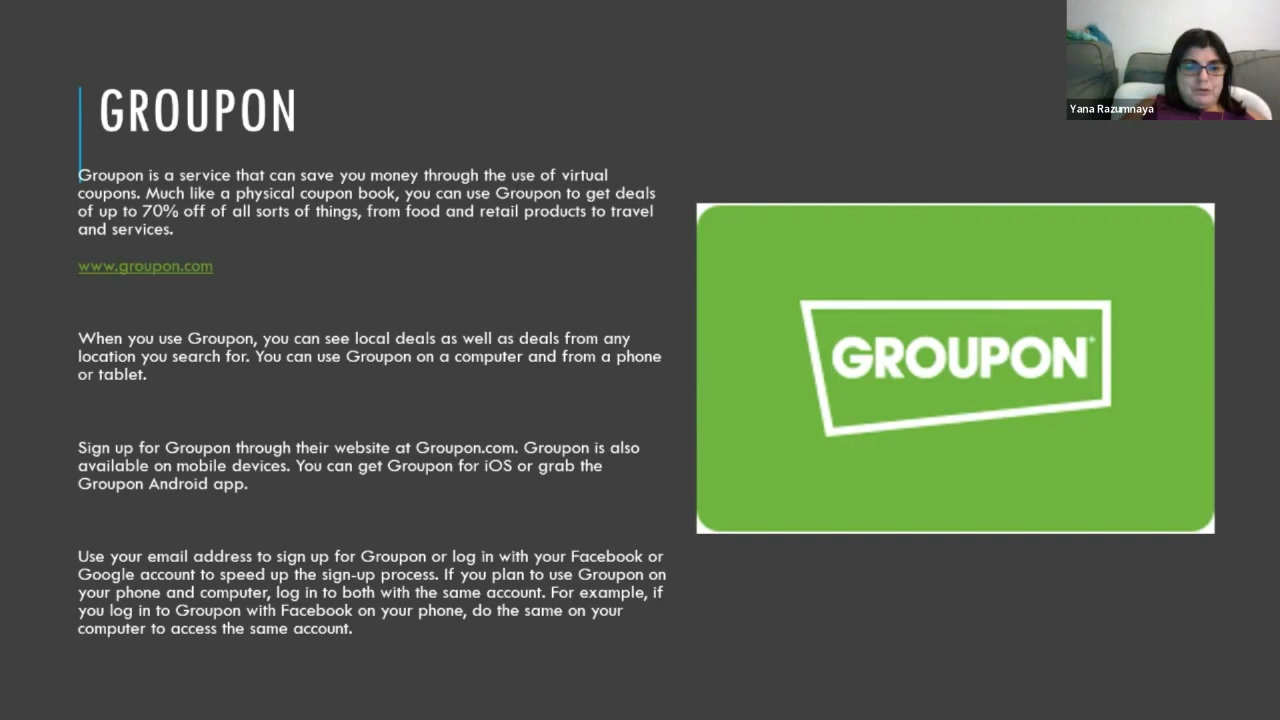 GROUPON
Groupon is a service that can save you money through the use of virtual
coupons. Much like a physical coupon book, you can use Groupon to get deals
of up to 70% off of all sorts of things, from food and retail products to travel
and services.
www.groupon.com
When you use Groupon, you can see local deals as well as deals from any
location you search for. You can use Groupon on a computer and from a phone
or tablet.
Sign up for Groupon through their website at Groupon.com. Groupon is also
available on mobile devices. You can get Groupon for iOS or grab the
Groupon Android app.
Use your email address to sign up for Groupon or log in with your Facebook or
Google account to speed up the sign-up process. If you plan to use Groupon on
your phone and computer, log in to both with the same account. For example, if
you log in to Groupon with Facebook on your phone, do the same on your
computer to access the same account.
GROUPON®
Yana Razumnaya